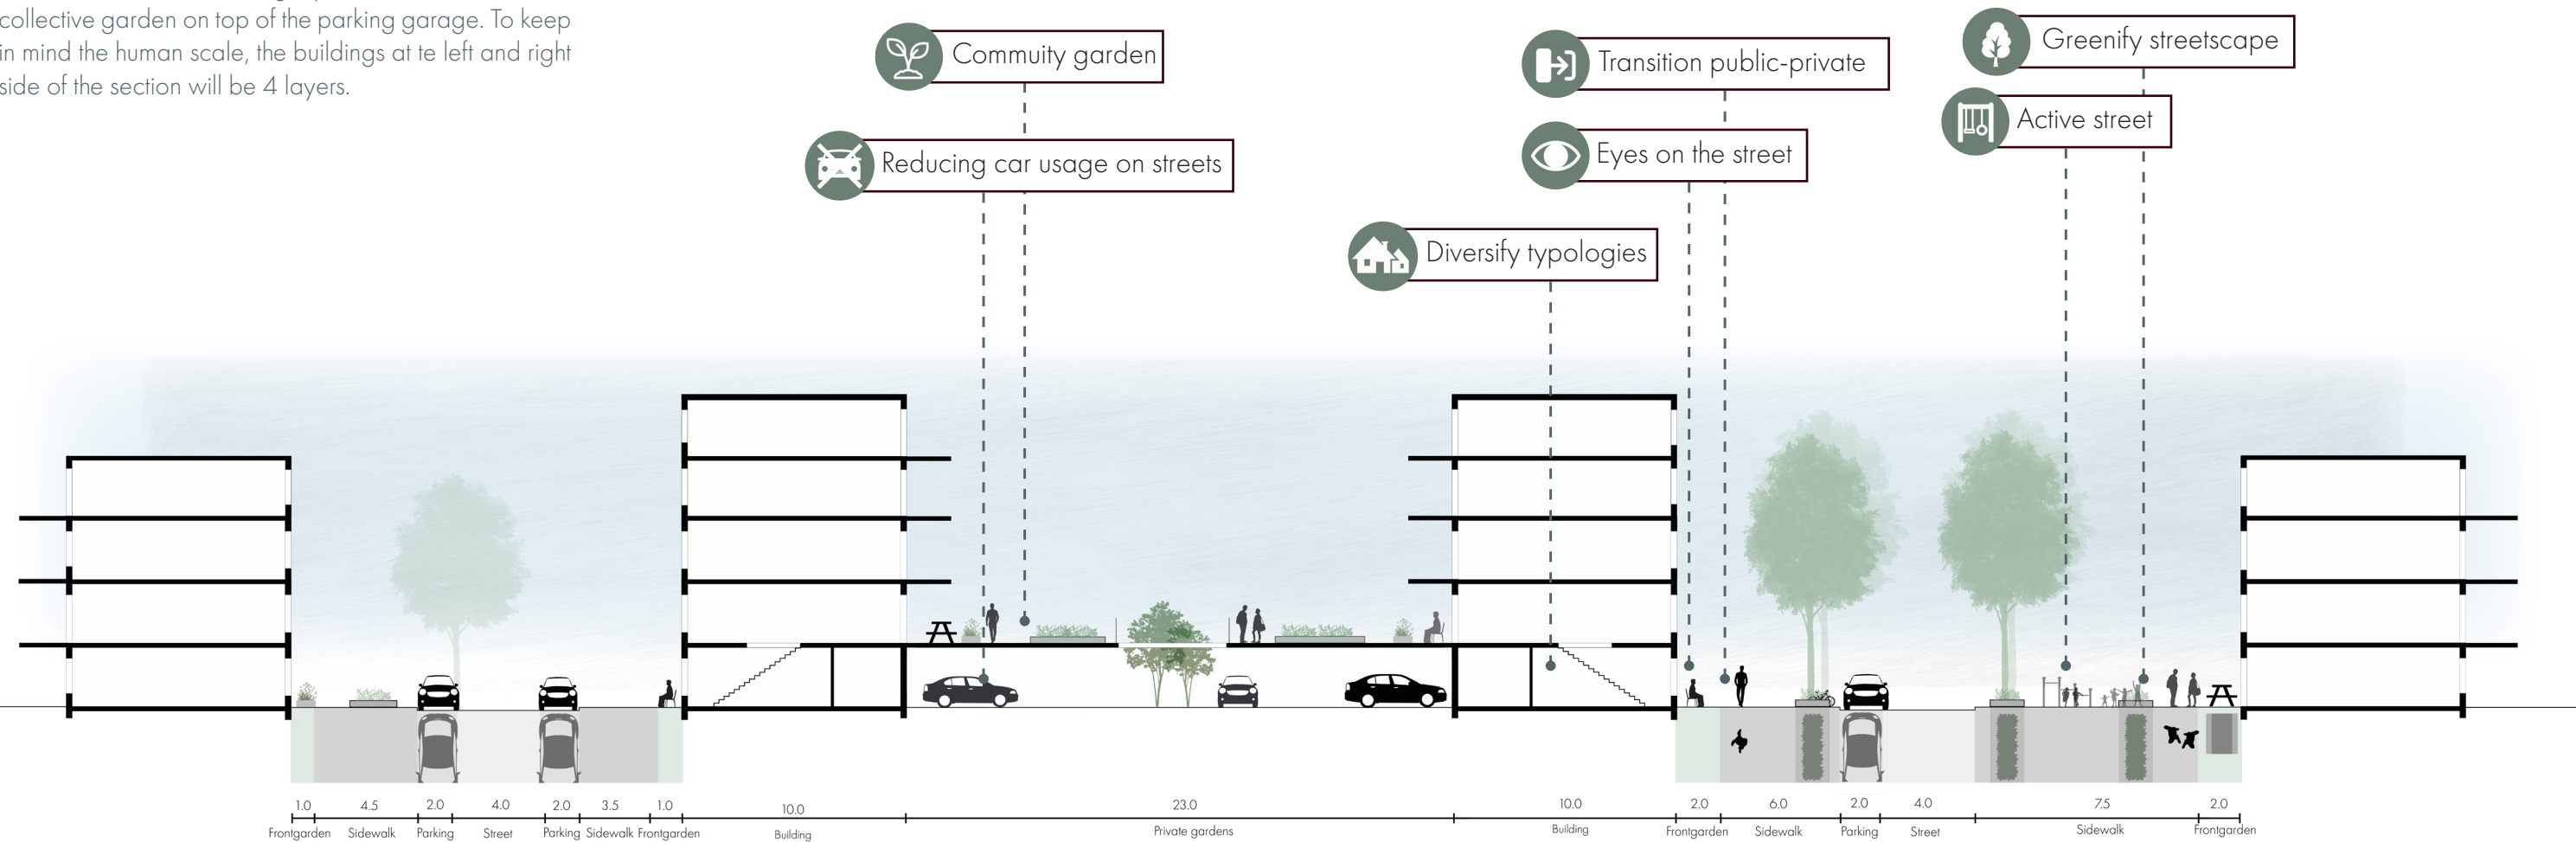 collective garden on top of the parking garage. To keep
in mind the human scale, the buildings at te left and right
side of the section will be 4 layers.
Commuity garden
Reducing car usage on streets
Transition public-private
Eyes on the street
Diversify typologies
Greenify streetscape
Active street
1.0 4.5 2.0 4.0 2.0 3.5 1.0 10.0 23.0 10.0 2.0 6.0 2.0 4.0 7.5 2.0
Frontgarden Sidewalk Parking Street Parking Sidewalk Frontgarden Building Private gardens Building Frontgarden Sidewalk Parking Street Sidewalk Frontgarden